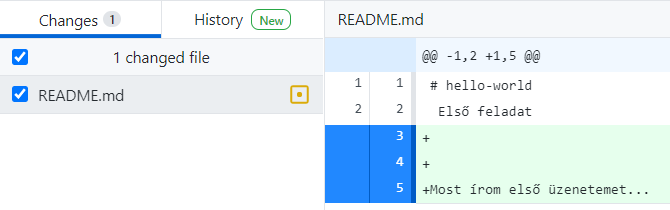 Changes 1
History New
1 changed file
README.md
README.md
@@ -1,2 +1,5 @@
1 1 # hello-world
2 2 Első feladat
3 +
4 +
5 +Most írom első üzenetemet...